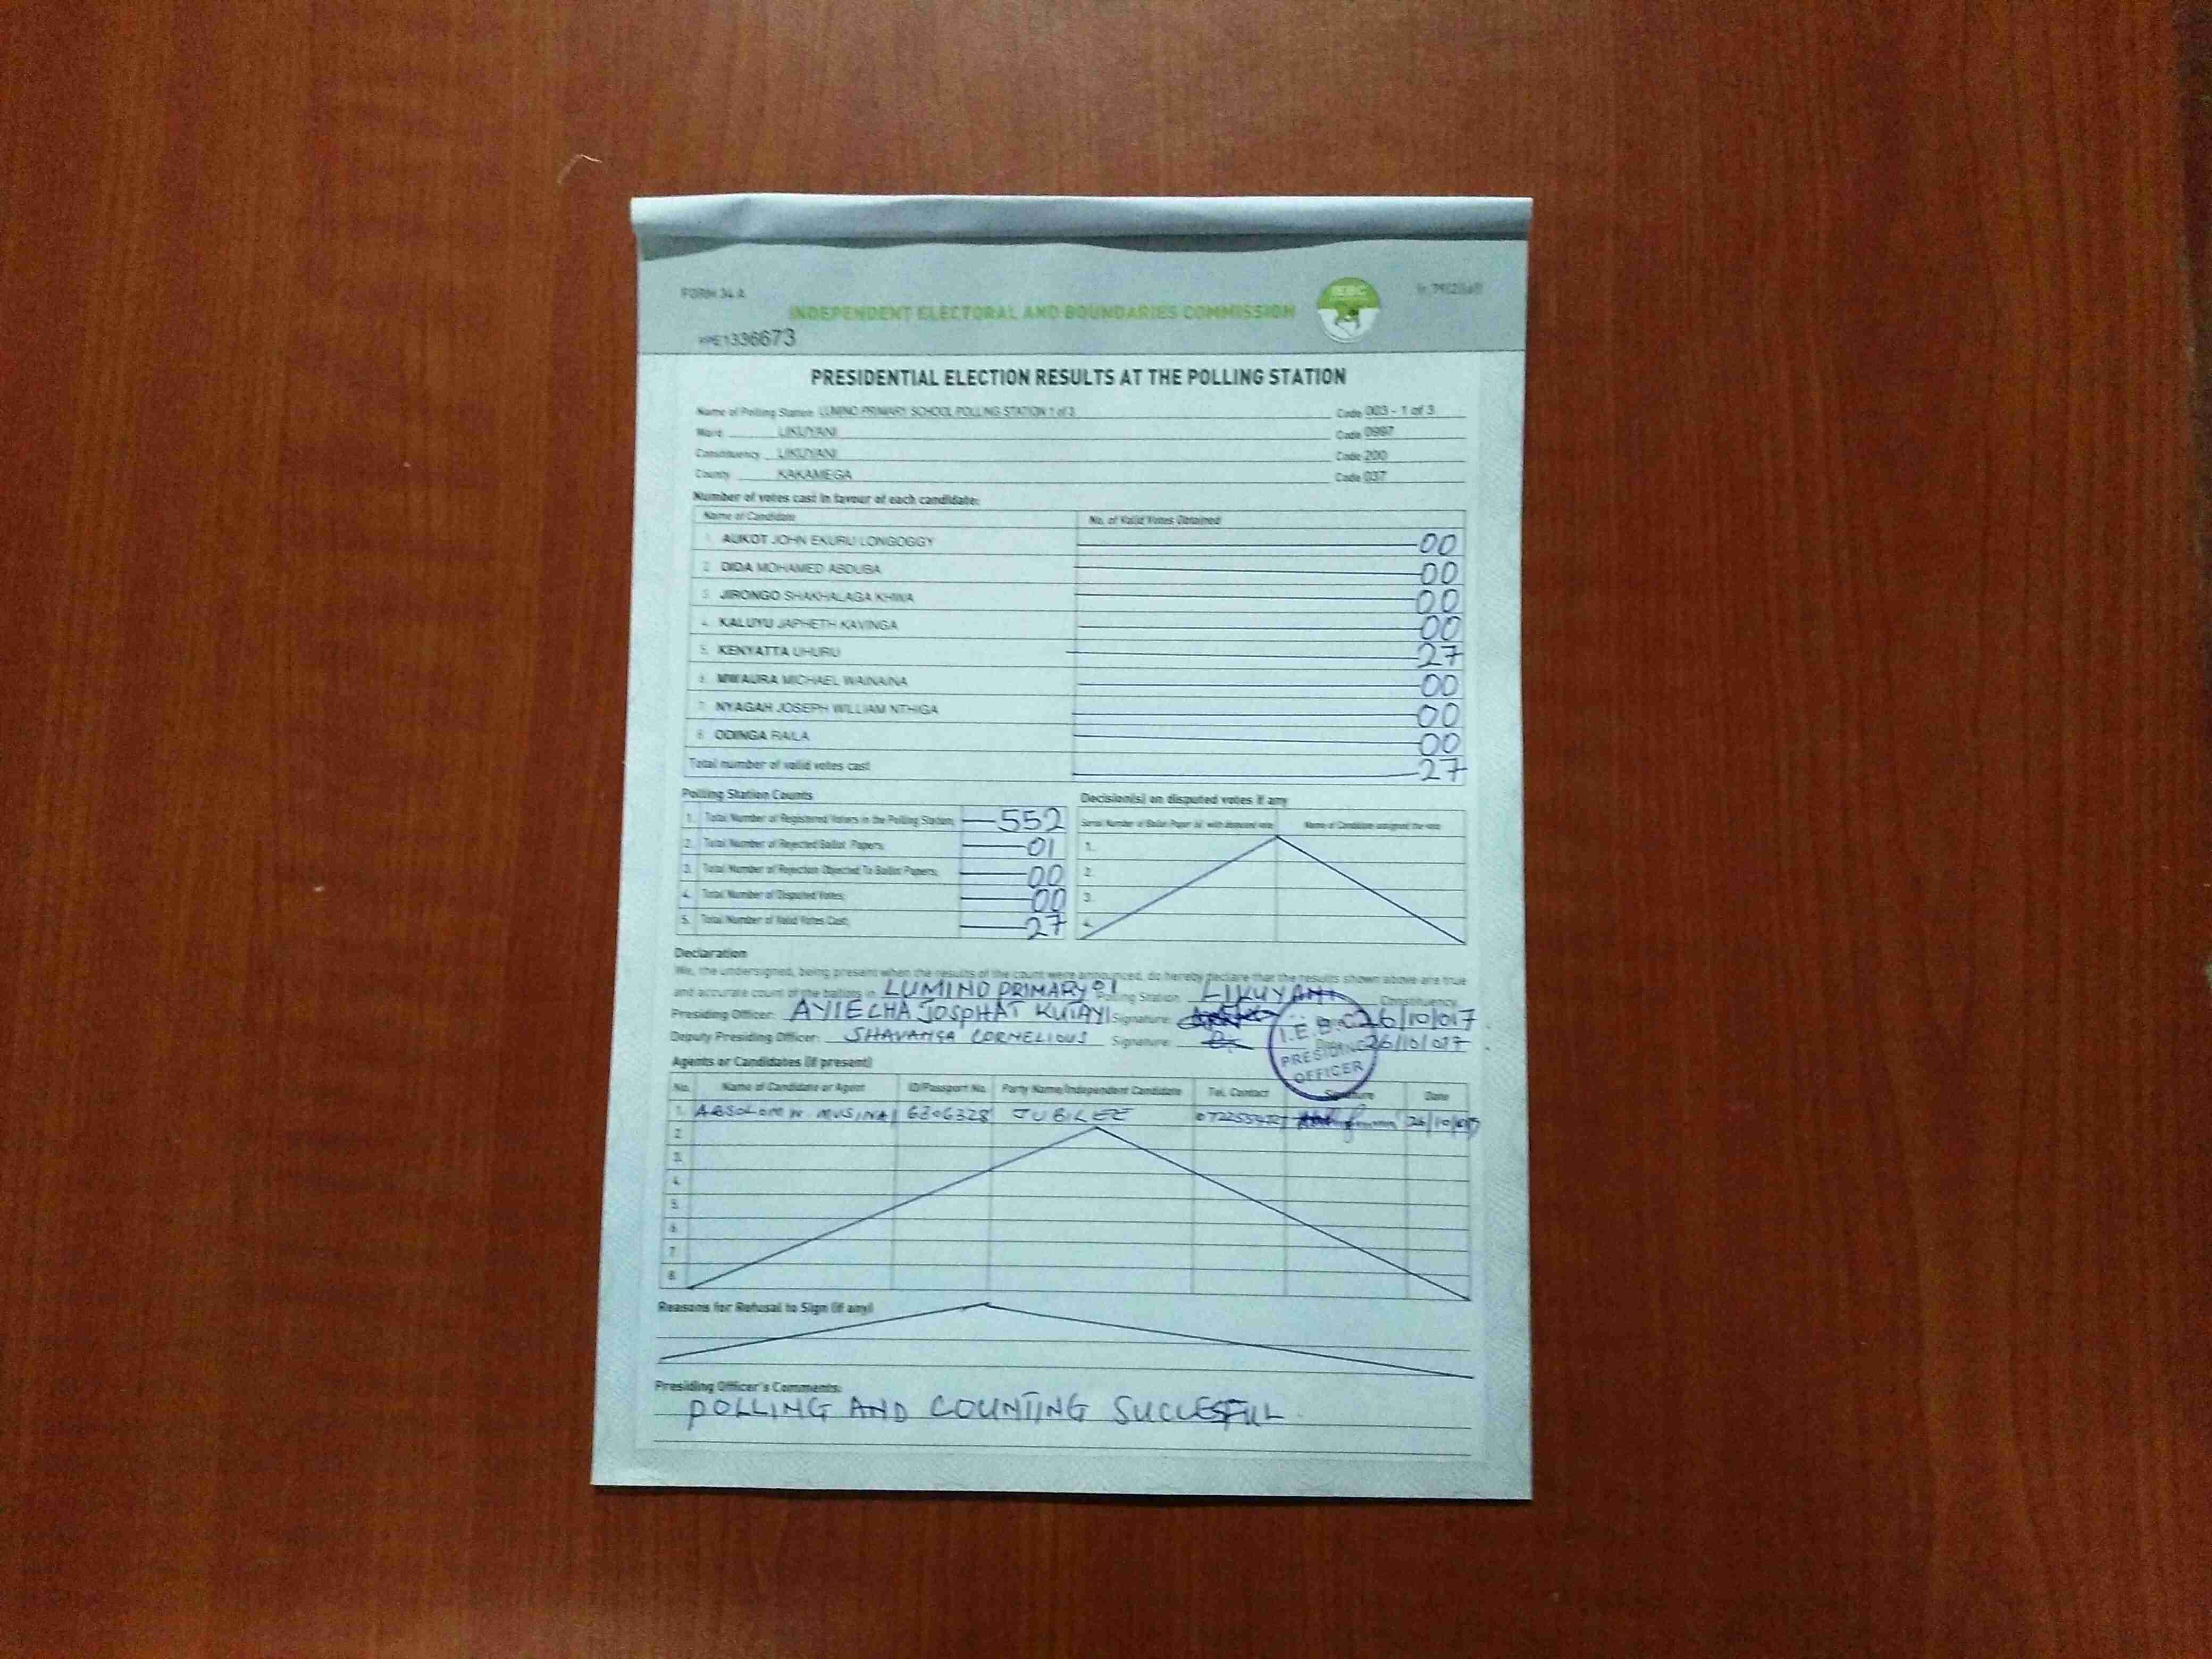 FORM 34 A
INDEPENDENT ELECTORAL AND BOUNDARIES COMMISSION
IEBC
1336673
PRESIDENTIAL ELECTION RESULTS AT THE POLLING STATION
Name of Polling Station LUMINO PRIMARY SCHOOL POLLING STATION 1 of 3 Code 003 - 1 of 3
Ward LIKUYANI Code 0997
Constituency LIKUYANI Code 200
County KAKAMEGA Code 037
Number of votes cast in favour of each candidate:
Name of Candidate No. of Valid Votes Obtained
1. AUKOT JOHN EKURU LONGOGGY 00
2. DIDA MOHAMED ABDUBA 00
3. JIRONGO SHAKHALAGA KHWA 00
4. KALUYU JAPHETH KAVINGA 00
5. KENYATTA UHURU 27
6. MWAURA MICHAEL WAINAINA 00
7. NYAGAH JOSEPH WILLIAM NTHIGA 00
8. ODINGA RAILA 00
Total number of valid votes cast 27
Polling Station Counts
1. Total Number of Registered Voters in the Polling Station; 552
2. Total Number of Rejected Ballot Papers; 01
3. Total Number of Rejection Objected To Ballot Papers; 00
4. Total Number of Disputed Votes; 00
5. Total Number of Valid Votes Cast; 27
Decision(s) on disputed votes if any
Serial Number of Ballot Paper (s) with disputed vote Name of Candidate assigned the vote
1.
2.
3.
4.
Declaration
We, the undersigned, being present when the results of the count were announced, do hereby declare that the results shown above are true
and accurate count of the ballots in LUMINO PRIMARY 01 Polling Station LIKUYANI Constituency
Presiding Officer: AYIECHA JOSPHAT KUTAYI Signature: 26/10/017
Deputy Presiding Officer: SHAVANGA CORNELIOUS Signature: Date 26/10/017
I.E.B.C
PRESIDING
OFFICER
Agents or Candidates (if present)
No. Name of Candidate or Agent ID/Passport No. Party Name/Independent Candidate Tel. Contact Signature Date
1. ABSOLOM W. MUSINAI 6306328 JUBILEE 26/10/017
2.
3.
4.
5.
6.
7.
8.
Reasons for Refusal to Sign (if any)
Presiding Officer's Comments:
POLLING AND COUNTING SUCCESFUL